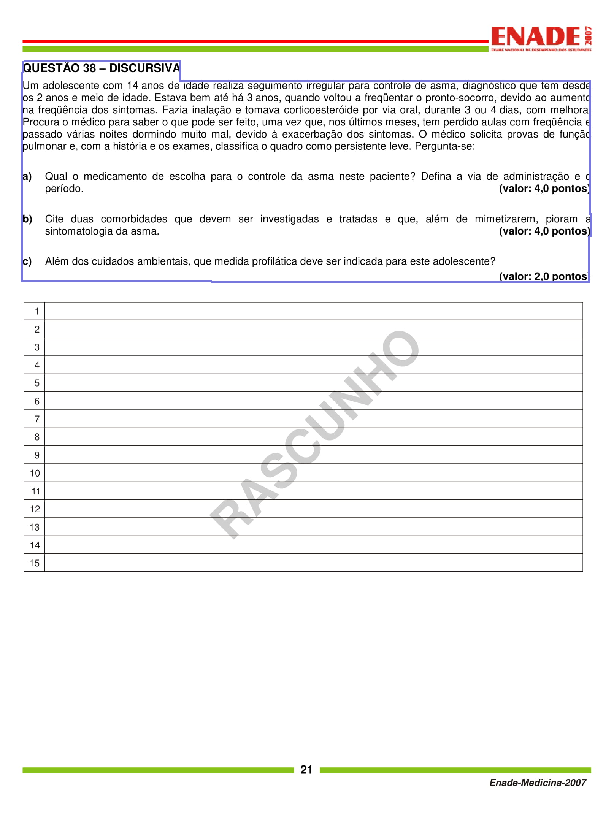 ENADE 2007
EXAME NACIONAL DE DESEMPENHO DOS ESTUDANTES
QUESTÃO 38 – DISCURSIVA
Um adolescente com 14 anos de idade realiza seguimento irregular para controle de asma, diagnóstico que tem desde
os 2 anos e meio de idade. Estava bem até há 3 anos, quando voltou a freqüentar o pronto-socorro, devido ao aumento
na freqüência dos sintomas. Fazia inalação e tomava corticoesteróide por via oral, durante 3 ou 4 dias, com melhora.
Procura o médico para saber o que pode ser feito, uma vez que, nos últimos meses, tem perdido aulas com freqüência e
passado várias noites dormindo muito mal, devido à exacerbação dos sintomas. O médico solicita provas de função
pulmonar e, com a história e os exames, classifica o quadro como persistente leve. Pergunta-se:
a) Qual o medicamento de escolha para o controle da asma neste paciente? Defina a via de administração e o
período. (valor: 4,0 pontos)
b) Cite duas comorbidades que devem ser investigadas e tratadas e que, além de mimetizarem, pioram a
sintomatologia da asma. (valor: 4,0 pontos)
c) Além dos cuidados ambientais, que medida profilática deve ser indicada para este adolescente?
(valor: 2,0 pontos
1
2
3
4
5
6
7
8
9
10
11
12
13
14
15
RASCUNHO
21
Enade-Medicina-2007